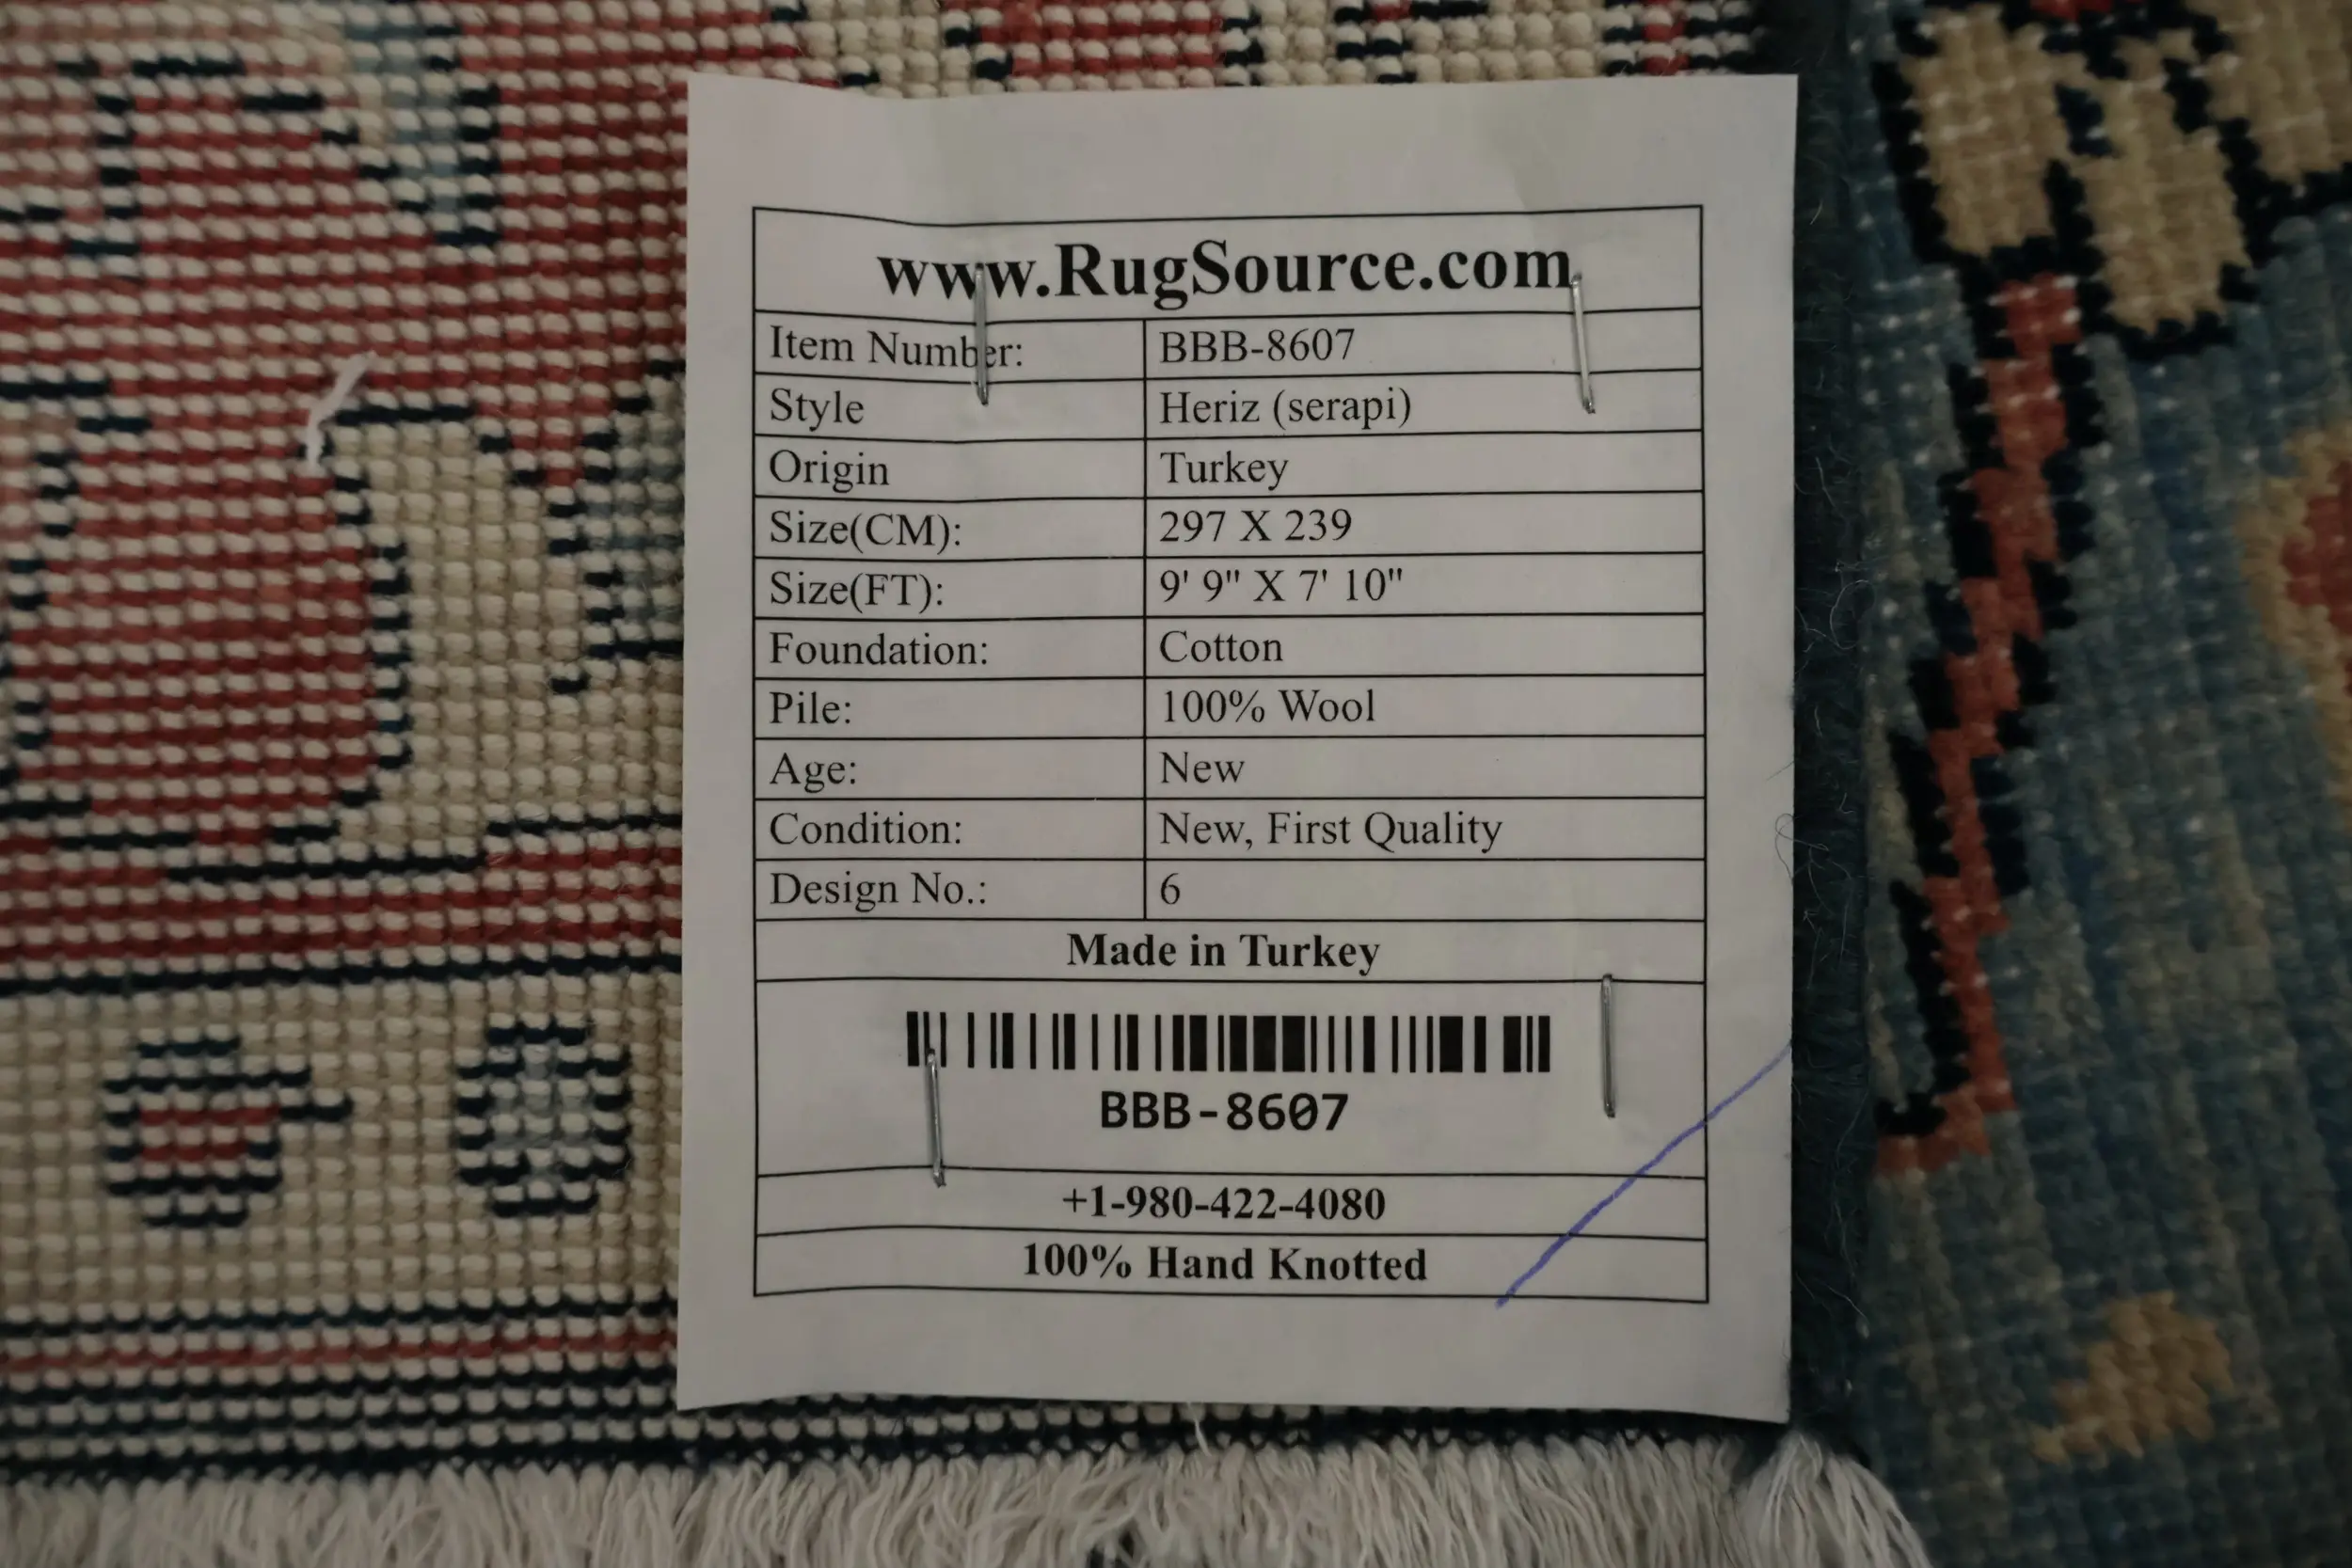 www.RugSource.com
Item Number: BBB-8607
Style Heriz (serapi)
Origin Turkey
Size(CM): 297 X 239
Size(FT): 9' 9" X 7' 10"
Foundation: Cotton
Pile: 100% Wool
Age: New
Condition: New, First Quality
Design No.: 6
Made in Turkey
BBB-8607
+1-980-422-4080
100% Hand Knotted